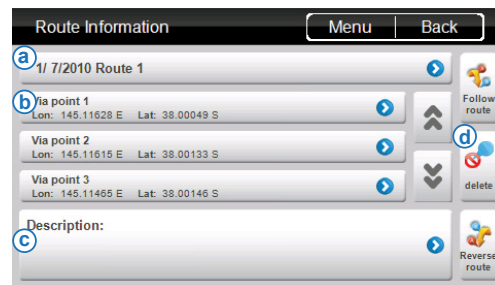 Route Information
Menu
Back
a
1/ 7/2010 Route 1
b
Via point 1
Lon: 145.11628 E Lat: 38.00049 S
Via point 2
Lon: 145.11615 E Lat: 38.00133 S
Via point 3
Lon: 145.11465 E Lat: 38.00146 S
c
Description:
Follow
route
d
delete
Reverse
route